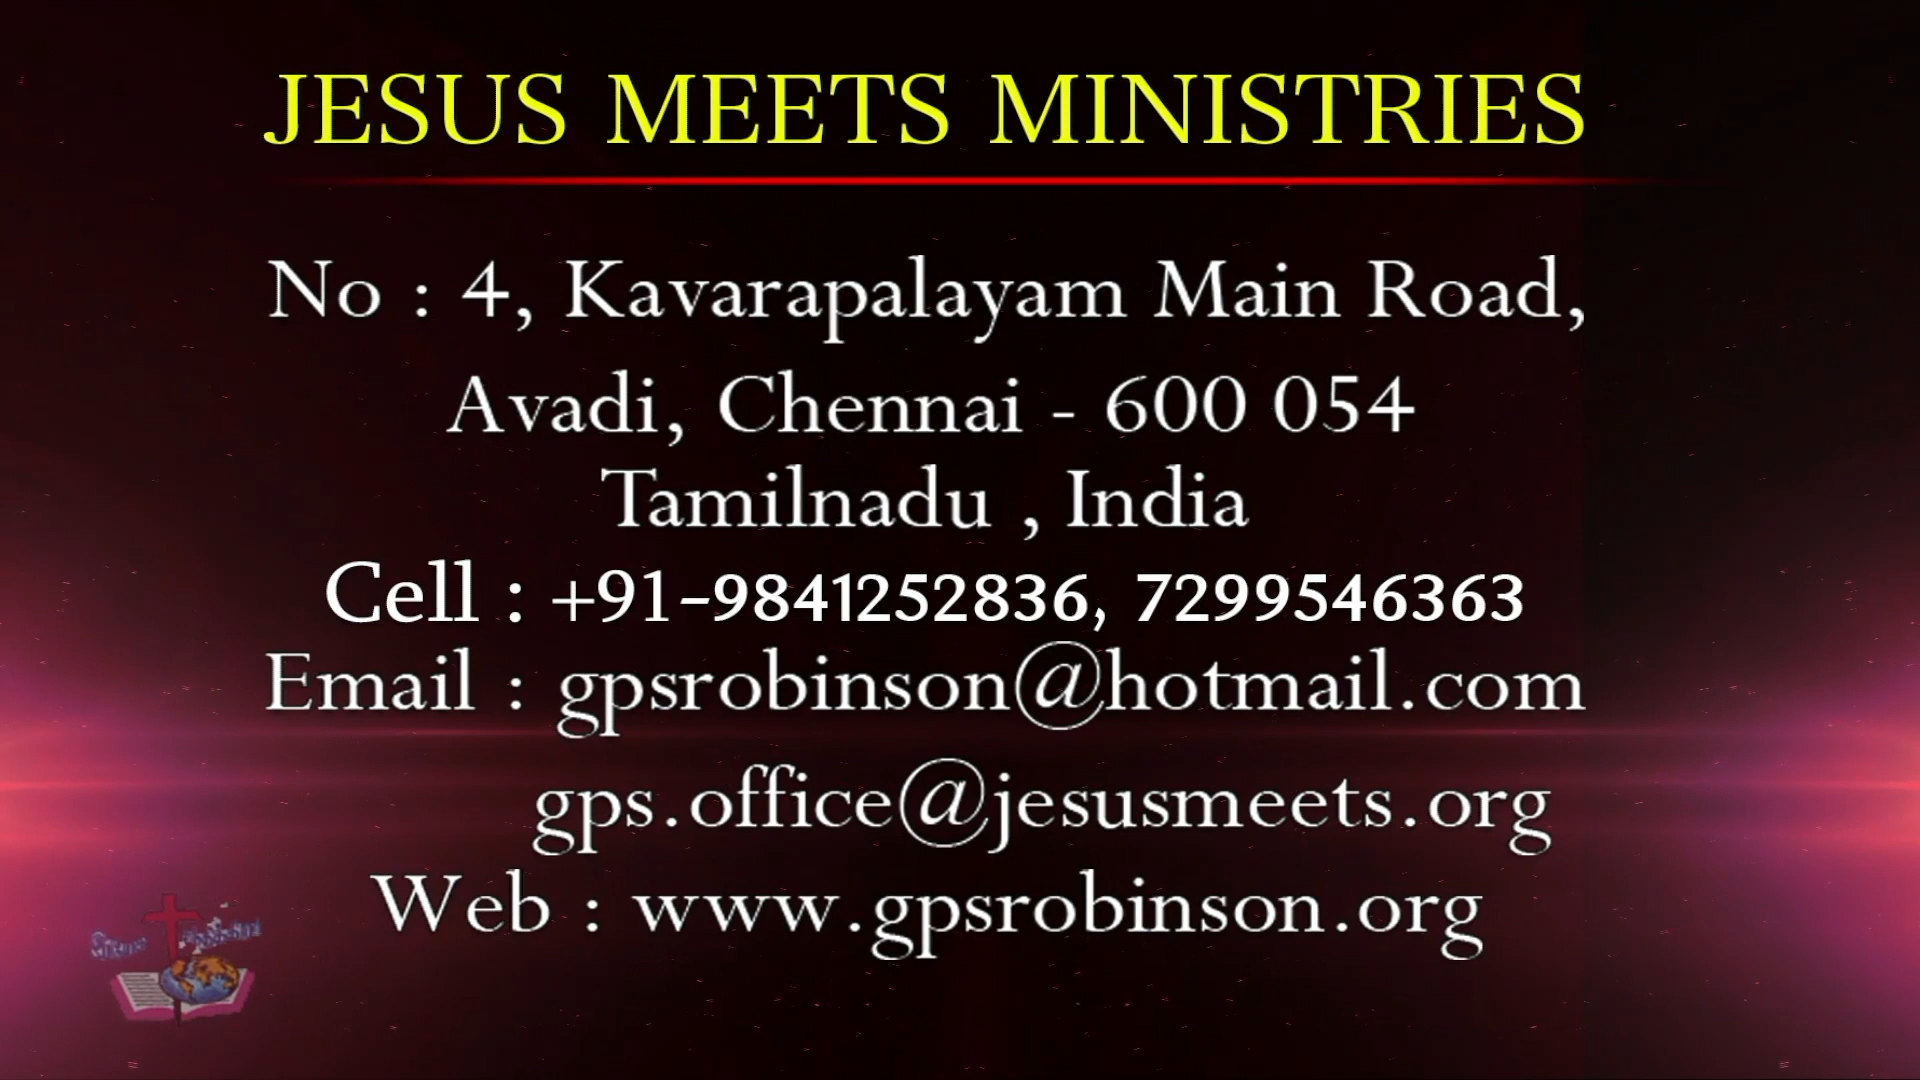 JESUS MEETS MINISTRIES
No : 4, Kavarapalayam Main Road,
Avadi, Chennai - 600 054
Tamilnadu , India
Cell : +91-9841252836, 7299546363
Email : gpsrobinson@hotmail.com
gps.office@jesusmeets.org
Web : www.gpsrobinson.org